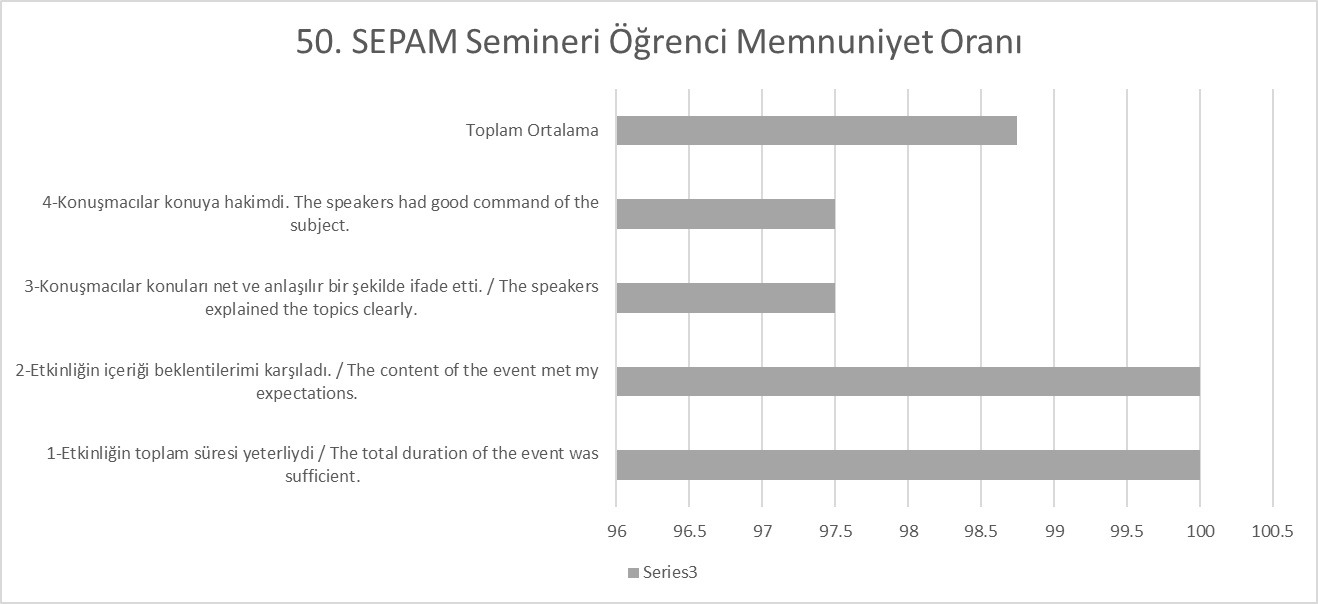 50. SEPAM Semineri Öğrenci Memnuniyet Oranı
Toplam Ortalama
4-Konuşmacılar konuya hakimdi. The speakers had good command of the
subject.
3-Konuşmacılar konuları net ve anlaşılır bir şekilde ifade etti. / The speakers
explained the topics clearly.
2-Etkinliğin içeriği beklentilerimi karşıladı. / The content of the event met my
expectations.
1-Etkinliğin toplam süresi yeterliydi / The total duration of the event was
sufficient.
96 96.5 97 97.5 98 98.5 99 99.5 100 100.5
Series3